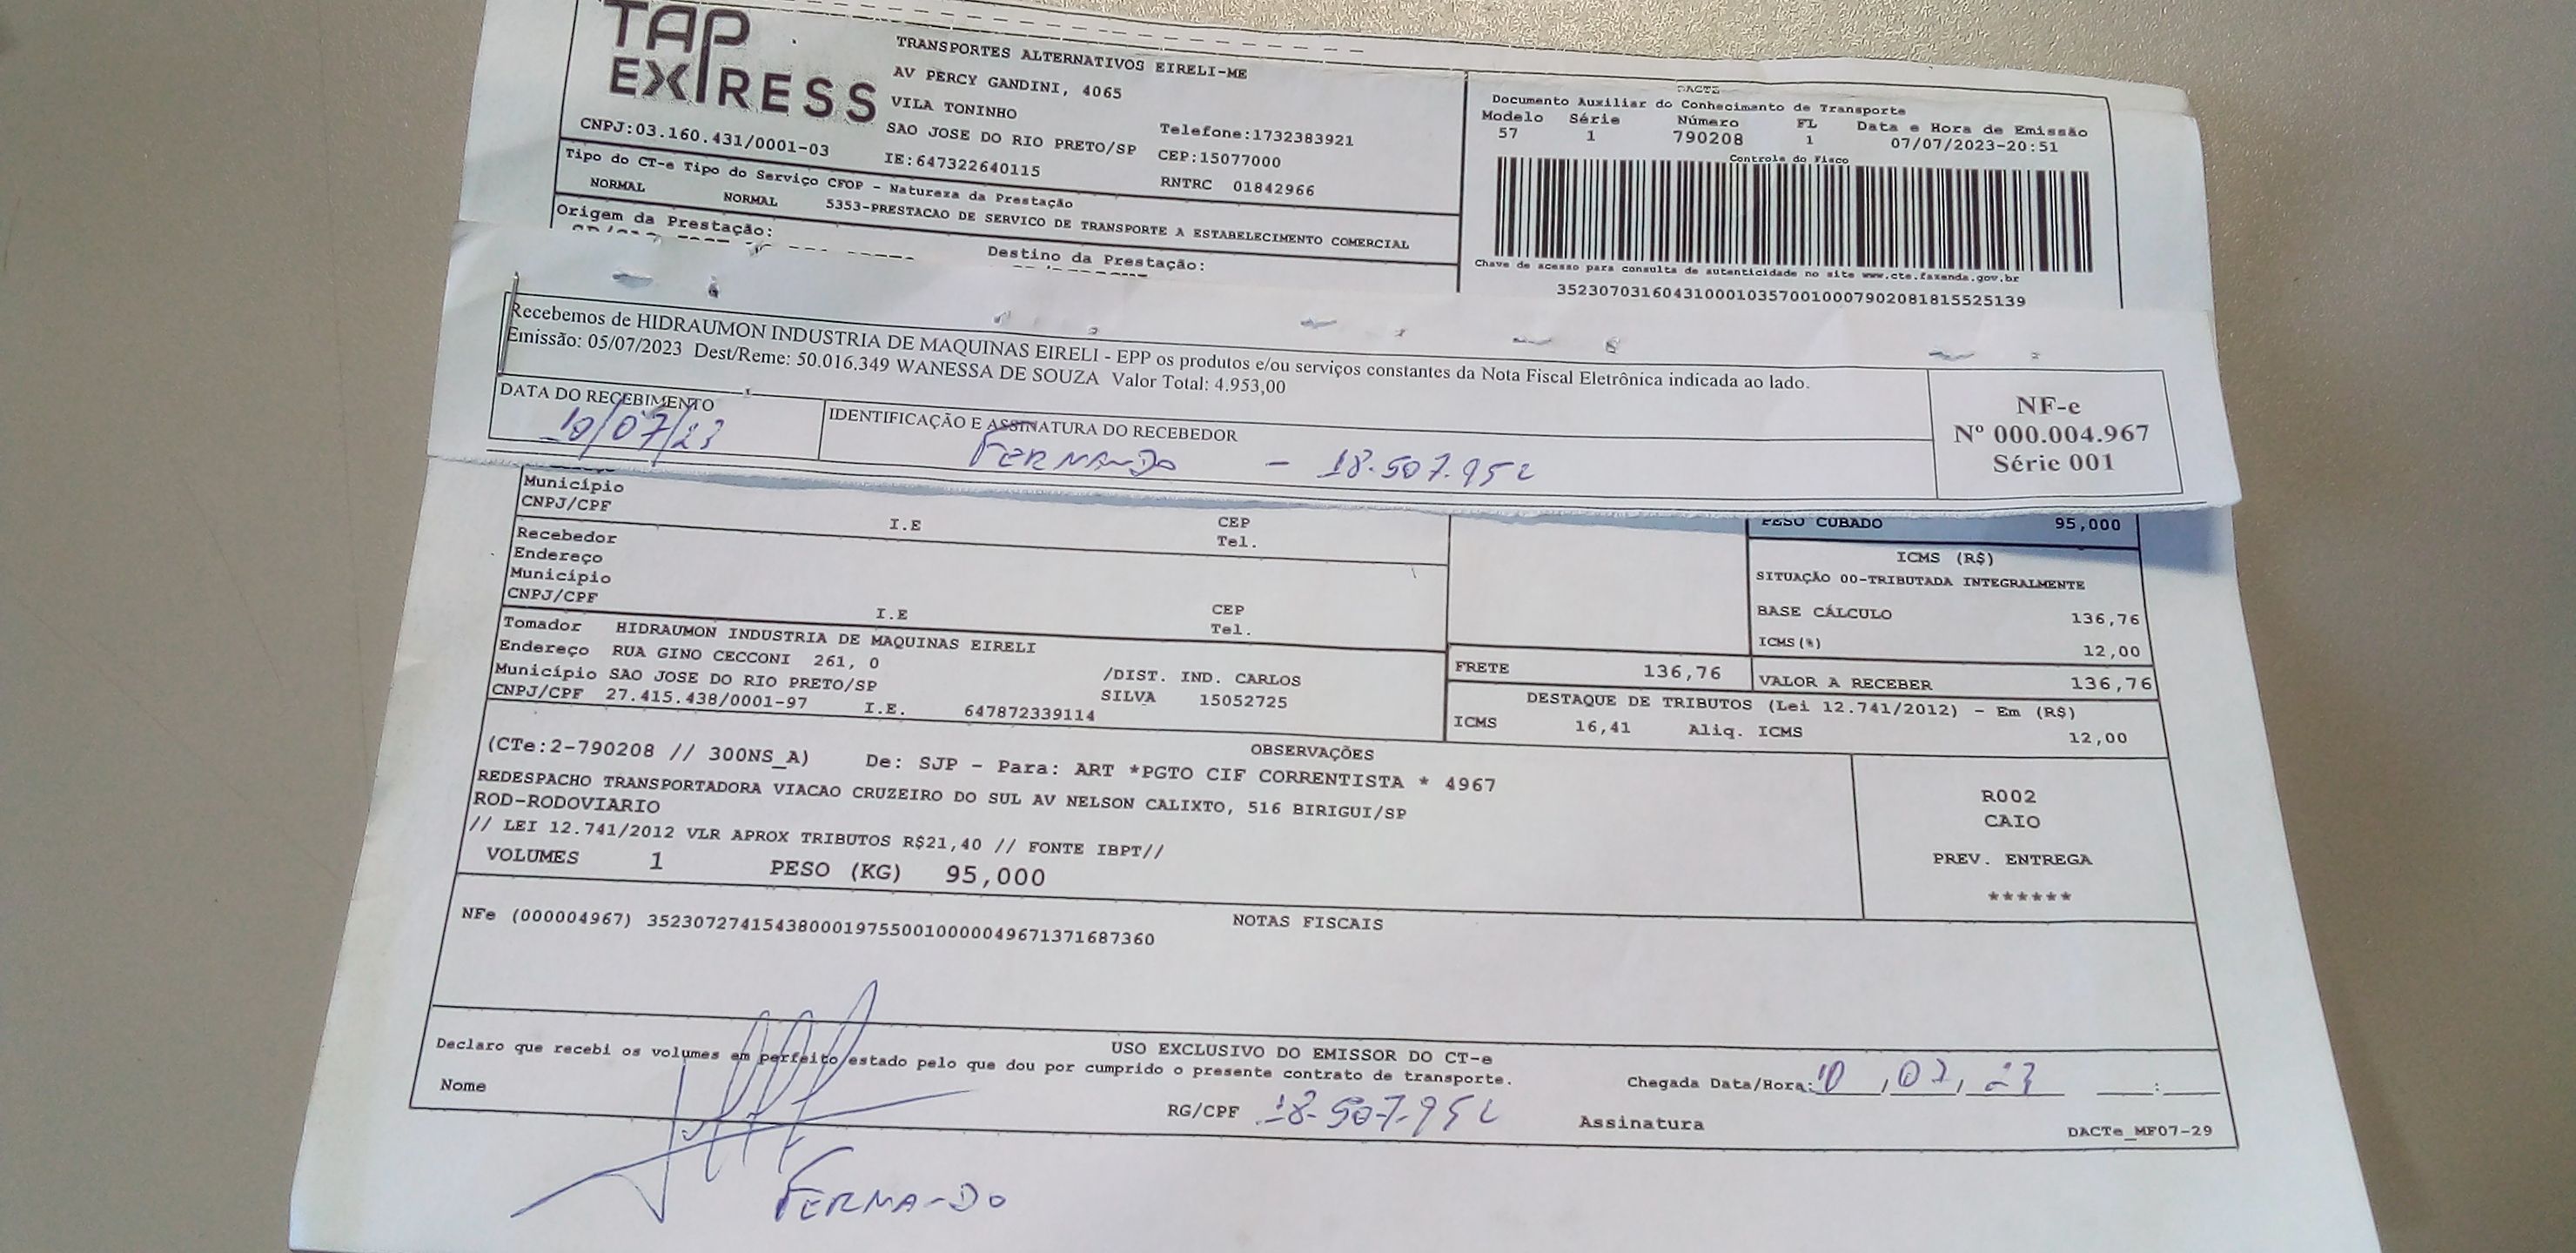 TAP EXPRESS
TRANSPORTES ALTERNATIVOS EIRELI-ME
AV PERCY GANDINI, 4065
VILA TONINHO
SAO JOSE DO RIO PRETO/SP
IE:647322640115
Telefone:1732383921
CEP:15077000
RNTRC 01842966
CNPJ:03.160.431/0001-03
Tipo do CT-e Tipo do Serviço CFOP - Natureza da Prestação
NORMAL NORMAL 5353-PRESTACAO DE SERVICO DE TRANSPORTE A ESTABELECIMENTO COMERCIAL
Origem da Prestação:
Destino da Prestação:
DACTE
Documento Auxiliar do Conhecimento de Transporte
Modelo Série Número FL Data e Hora de Emissão
57 1 790208 1 07/07/2023-20:51
Controle do Fisco
Chave de acesso para consulta de autenticidade no site www.cte.fazenda.gov.br
35230703160431000103570010007902081815525139
Recebemos de HIDRAUMON INDUSTRIA DE MAQUINAS EIRELI - EPP os produtos e/ou serviços constantes da Nota Fiscal Eletrônica indicada ao lado.
Emissão: 05/07/2023 Dest/Reme: 50.016.349 WANESSA DE SOUZA Valor Total: 4.953,00
DATA DO RECEBIMENTO
10/07/23
IDENTIFICAÇÃO E ASSINATURA DO RECEBEDOR
FERNANDO - 18.507.952
NF-e
Nº 000.004.967
Série 001
Município
CNPJ/CPF I.E CEP
Tel.
Recebedor
Endereço
Município
CNPJ/CPF I.E CEP
Tel.
Tomador HIDRAUMON INDUSTRIA DE MAQUINAS EIRELI
Endereço RUA GINO CECCONI 261, 0 /DIST. IND. CARLOS
Município SAO JOSE DO RIO PRETO/SP SILVA 15052725
CNPJ/CPF 27.415.438/0001-97 I.E. 647872339114
PESO CUBADO 95,000
ICMS (R$)
SITUAÇÃO 00-TRIBUTADA INTEGRALMENTE
BASE CÁLCULO 136,76
ICMS(%) 12,00
FRETE 136,76 VALOR A RECEBER 136,76
DESTAQUE DE TRIBUTOS (Lei 12.741/2012) - Em (R$)
ICMS 16,41 Aliq. ICMS 12,00
OBSERVAÇÕES
(CTe:2-790208 // 300NS_A) De: SJP - Para: ART *PGTO CIF CORRENTISTA * 4967
REDESPACHO TRANSPORTADORA VIACAO CRUZEIRO DO SUL AV NELSON CALIXTO, 516 BIRIGUI/SP
ROD-RODOVIARIO
// LEI 12.741/2012 VLR APROX TRIBUTOS R$21,40 // FONTE IBPT//
VOLUMES 1 PESO (KG) 95,000
R002
CAIO
PREV. ENTREGA
******
NOTAS FISCAIS
NFe (000004967) 35230727415438000197550010000049671371687360
USO EXCLUSIVO DO EMISSOR DO CT-e
Declaro que recebi os volumes em perfeito estado pelo que dou por cumprido o presente contrato de transporte.
Chegada Data/Hora: 10, 07, 23 :
Nome RG/CPF 18.507.952 Assinatura
DACTe_MF07-29
FERNANDO